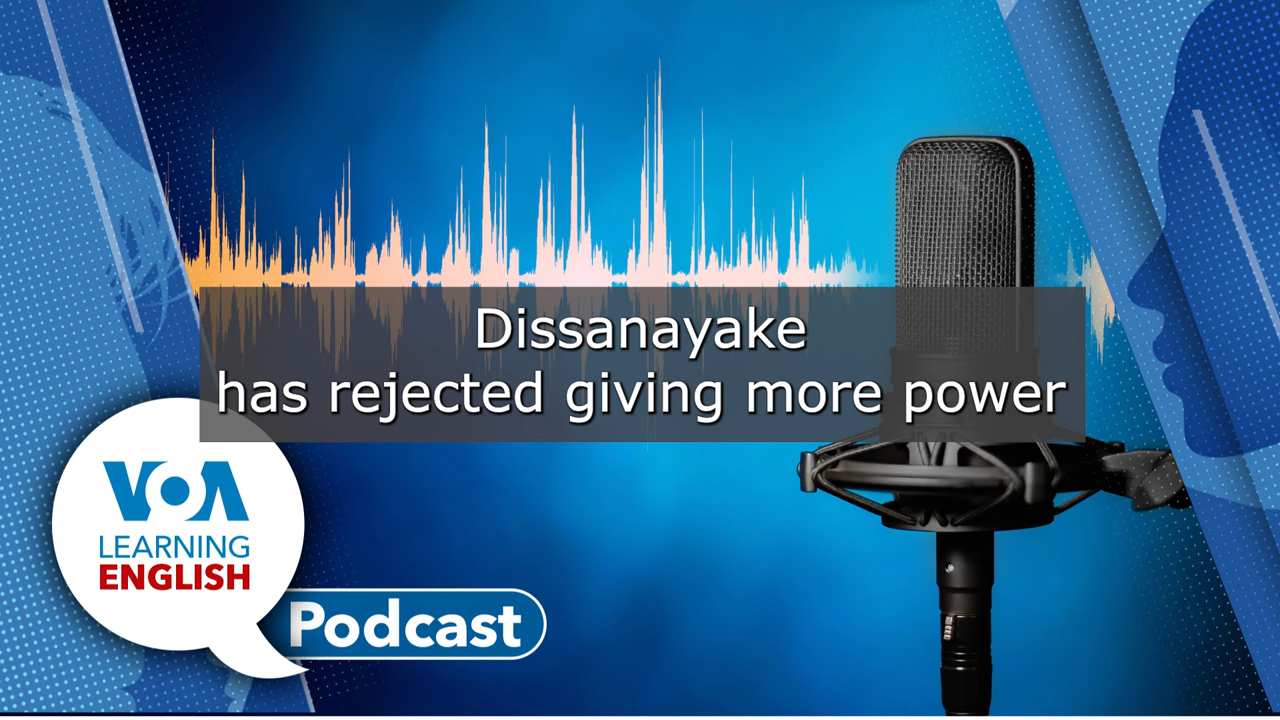 Dissanayake
has rejected giving more power
VOA
LEARNING
ENGLISH
Podcast